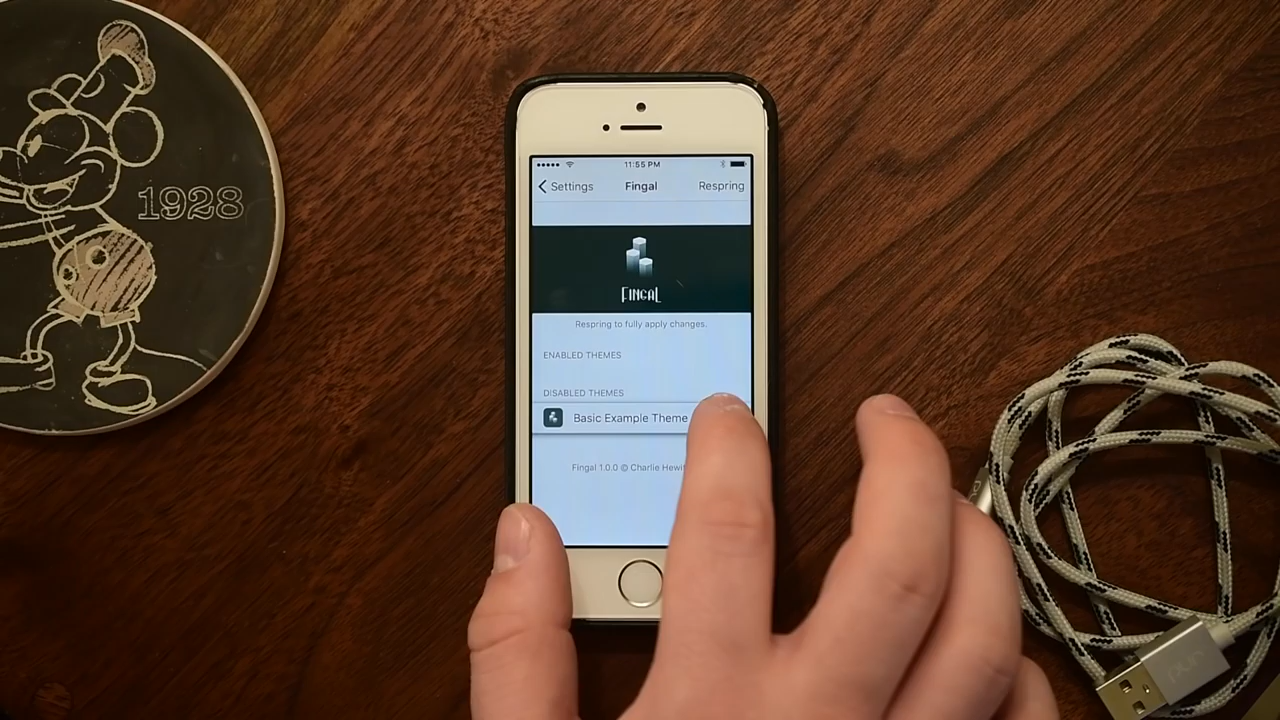 1928
11:55 PM
Settings
Fingal
Respring
FINGAL
Respring to fully apply changes.
ENABLED THEMES
DISABLED THEMES
Basic Example Theme
Fingal 1.0.0 © Charlie